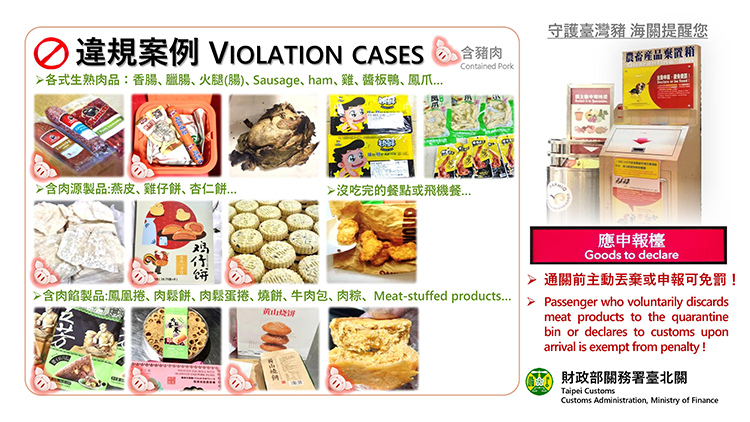 違規案例 VIOLATION CASES
含豬肉
Contained Pork
➢各式生熟肉品：香腸、臘腸、火腿(腸)、Sausage、ham、雞、醬板鴨、鳳爪...
➢含肉源製品:燕皮、雞仔餅、杏仁餅...
➢沒吃完的餐點或飛機餐...
鸡仔饼
➢含肉餡製品:鳳凰捲、肉鬆餅、肉鬆蛋捲、燒餅、牛肉包、肉粽、Meat-stuffed products...
黄山烧饼
守護臺灣豬 海關提醒您
農畜產品棄置箱
應申報檯
Goods to declare
➢ 通關前主動丟棄或申報可免罰！
➢ Passenger who voluntarily discards
meat products to the quarantine
bin or declares to customs upon
arrival is exempt from penalty !
財政部關務署臺北關
Taipei Customs
Customs Administration, Ministry of Finance